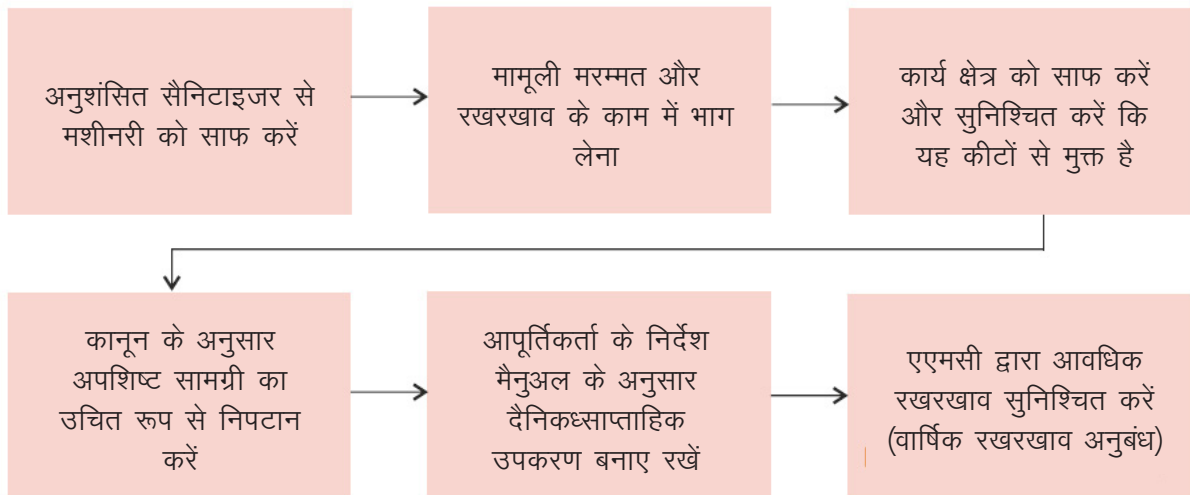 अनुशंसित सैनिटाइजर से
मशीनरी को साफ करें
मामूली मरम्मत और
रखरखाव के काम में भाग
लेना
कार्य क्षेत्र को साफ करें
और सुनिश्चित करें कि
यह कीटों से मुक्त है
कानून के अनुसार
अपशिष्ट सामग्री का
उचित रूप से निपटान
करें
आपूर्तिकर्ता के निर्देश
मैनुअल के अनुसार
दैनिकध्साप्ताहिक
उपकरण बनाए रखें
एएमसी द्वारा आवधिक
रखरखाव सुनिश्चित करें
(वार्षिक रखरखाव अनुबंध)